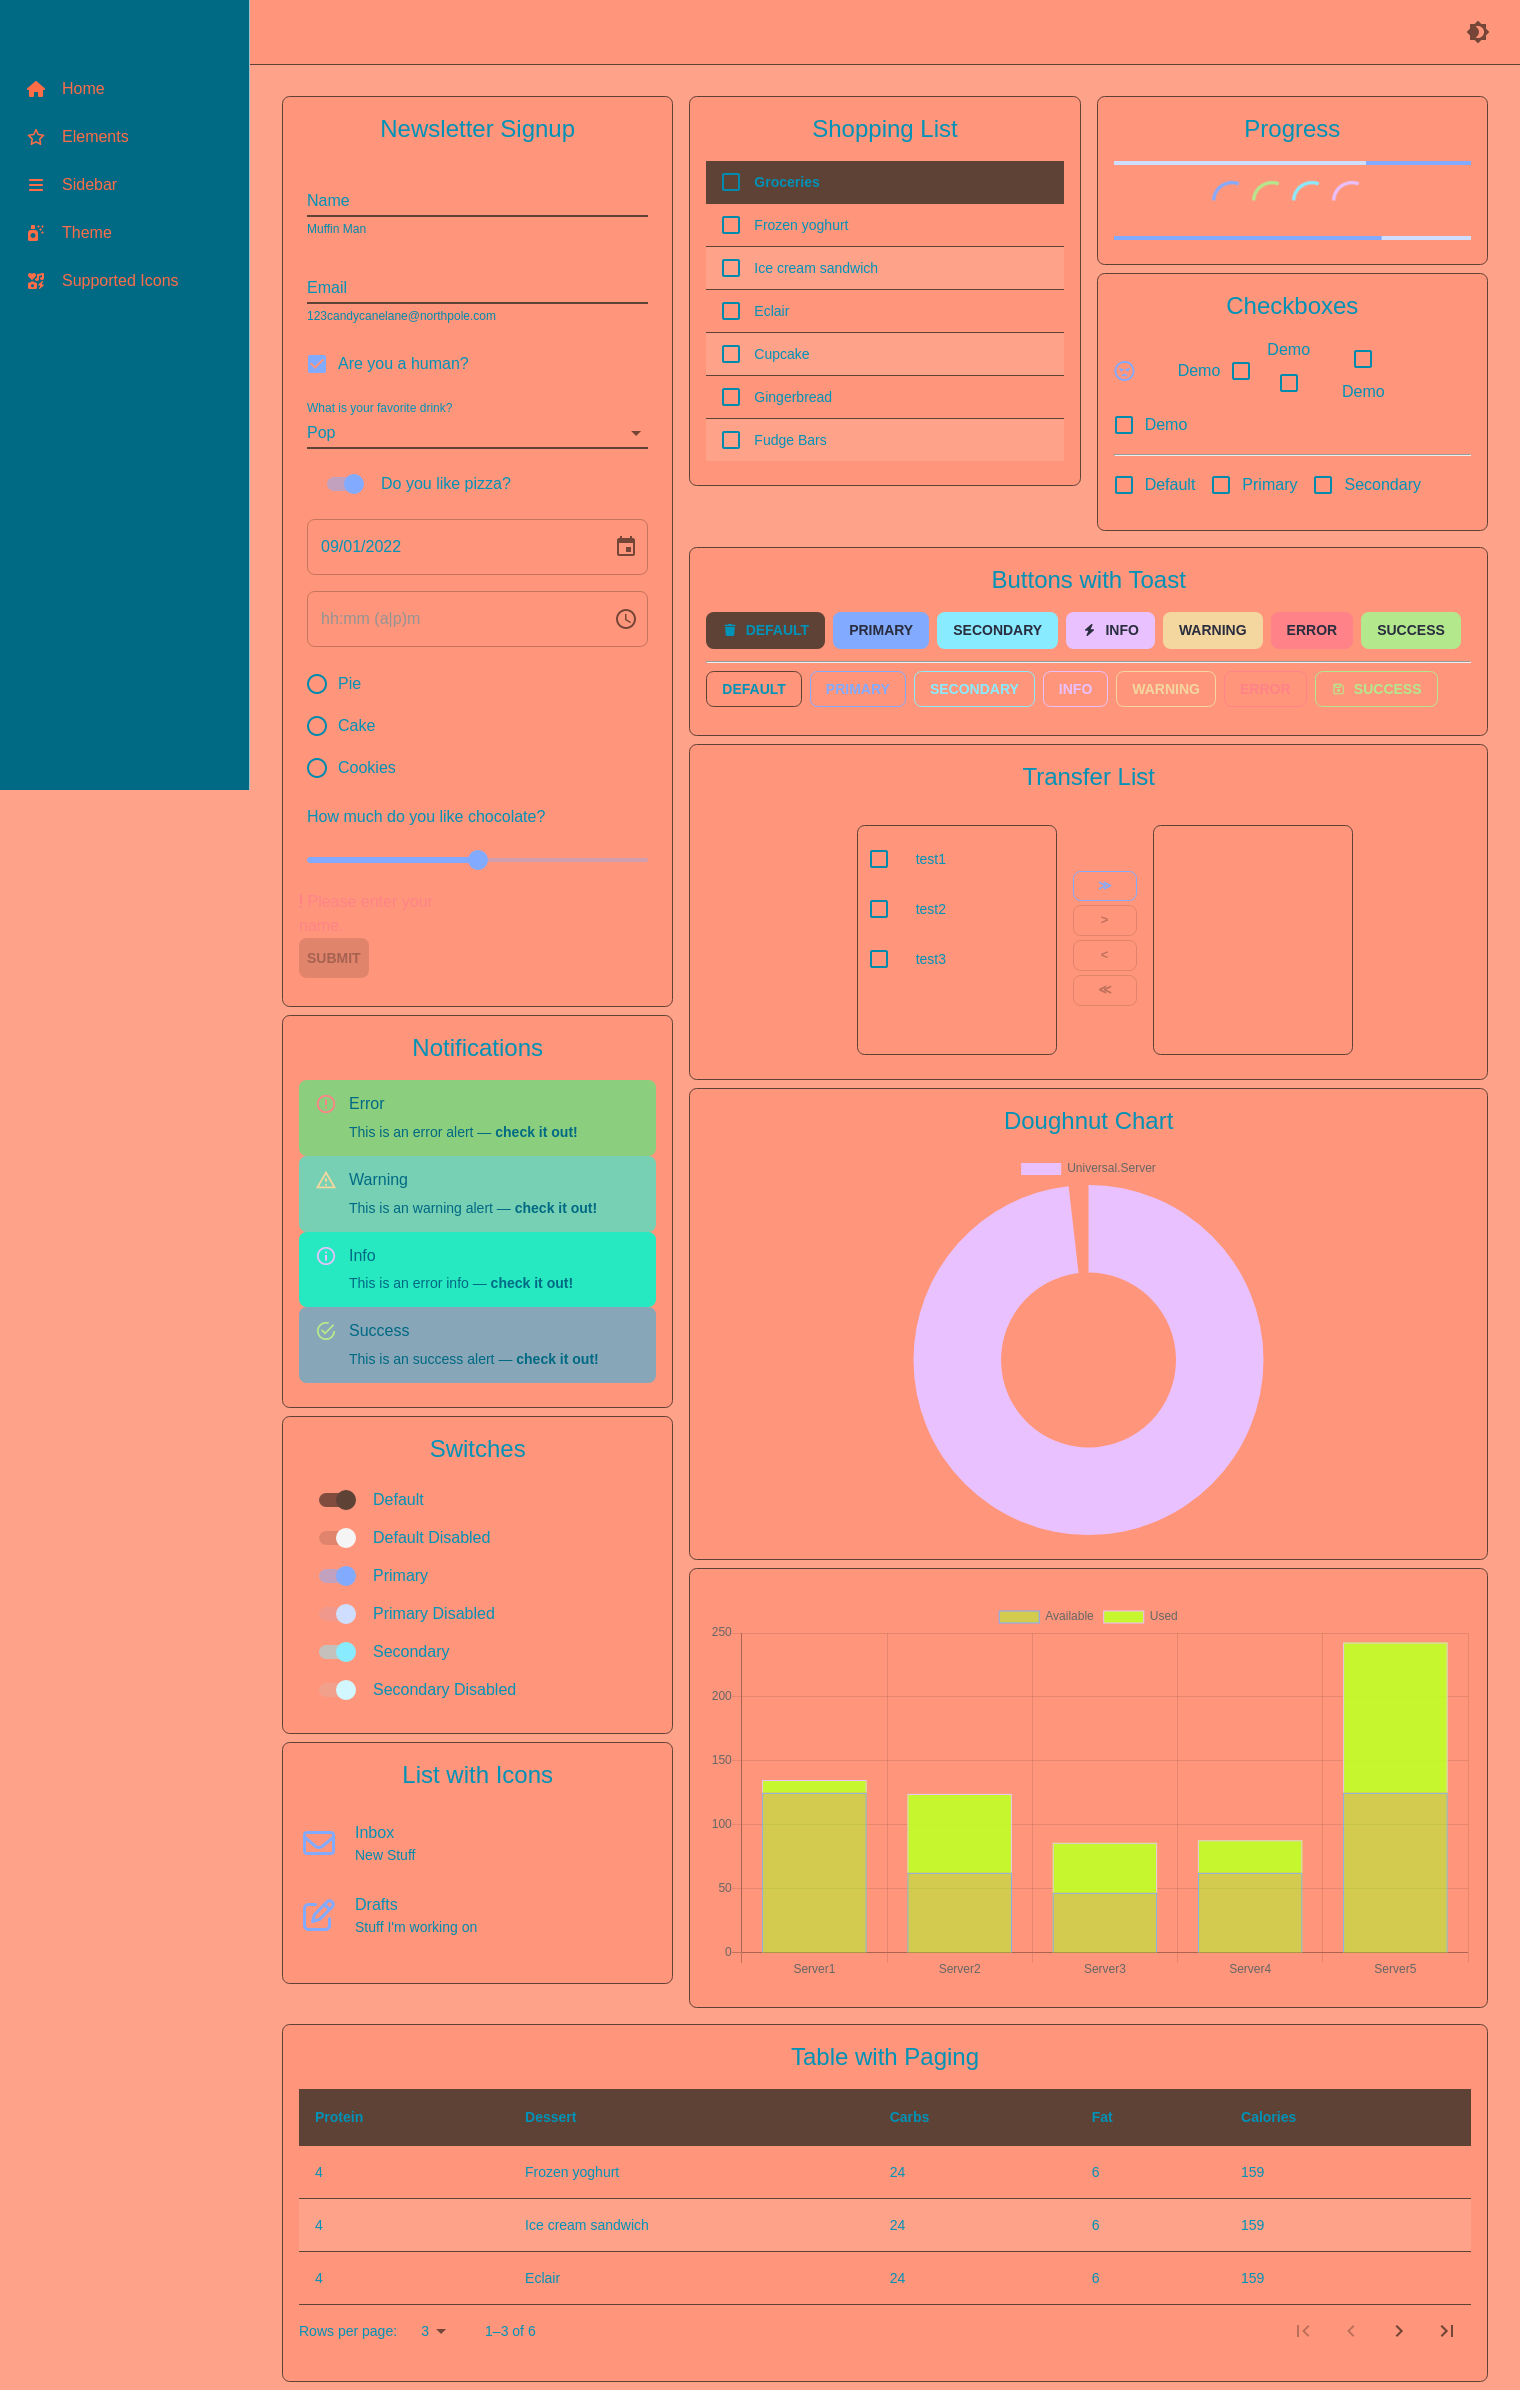 Home
Elements
Sidebar
Theme
Supported Icons
Newsletter Signup
Name
Muffin Man
Email
123candycanelane@northpole.com
Are you a human?
What is your favorite drink?
Pop
Do you like pizza?
09/01/2022
hh:mm (a|p)m
Pie
Cake
Cookies
How much do you like chocolate?
! Please enter your
name.
SUBMIT
Notifications
Error
This is an error alert — check it out!
Warning
This is an warning alert — check it out!
Info
This is an error info — check it out!
Success
This is an success alert — check it out!
Switches
Default
Default Disabled
Primary
Primary Disabled
Secondary
Secondary Disabled
List with Icons
Inbox
New Stuff
Drafts
Stuff I'm working on
Shopping List
Groceries
Frozen yoghurt
Ice cream sandwich
Eclair
Cupcake
Gingerbread
Fudge Bars
Progress
Checkboxes
Demo
Demo
Demo
Demo
Default Primary Secondary
Buttons with Toast
DEFAULT PRIMARY SECONDARY INFO WARNING ERROR SUCCESS
DEFAULT PRIMARY SECONDARY INFO WARNING ERROR SUCCESS
Transfer List
test1
test2
test3
≫
>
<
≪
Doughnut Chart
Universal.Server
Available Used
250
200
150
100
50
0
Server1 Server2 Server3 Server4 Server5
Table with Paging
Protein Dessert Carbs Fat Calories
4 Frozen yoghurt 24 6 159
4 Ice cream sandwich 24 6 159
4 Eclair 24 6 159
Rows per page: 3 1–3 of 6